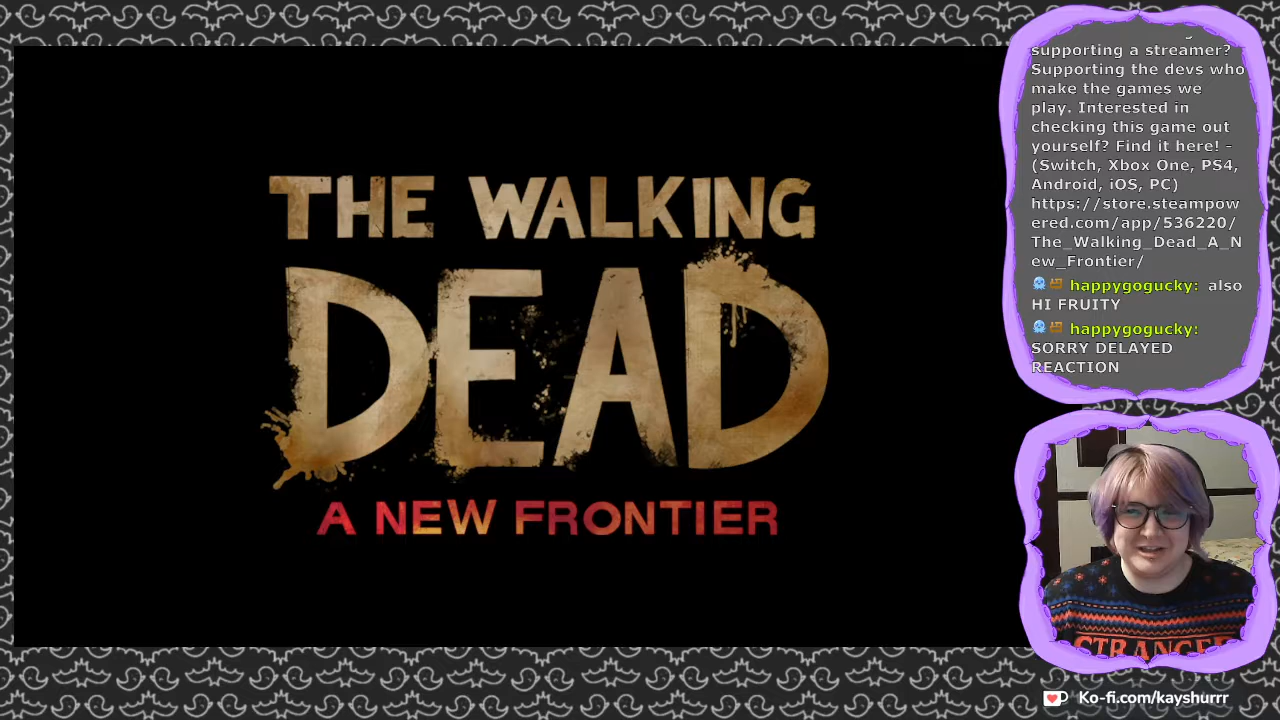 THE WALKING
DEAD
A NEW FRONTIER
supporting a streamer?
Supporting the devs who
make the games we
play. Interested in
checking this game out
yourself? Find it here! -
(Switch, Xbox One, PS4,
Android, iOS, PC)
https://store.steampow
ered.com/app/536220/
The_Walking_Dead_A_N
ew_Frontier/
happygogucky: also
HI FRUITY
happygogucky:
SORRY DELAYED
REACTION
STRANGER
Ko-fi.com/kayshurrr